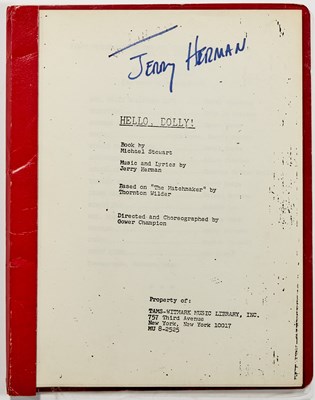 JERRY HERMAN
HELLO, DOLLY!
Book by
Michael Stewart
Music and Lyrics by
Jerry Herman
Based on "The Matchmaker" by
Thornton Wilder
Directed and Choreographed by
Gower Champion
Property of:
TAMS-WITMARK MUSIC LIBRARY, INC.
757 Third Avenue
New York, New York 10017
MU 8-2525